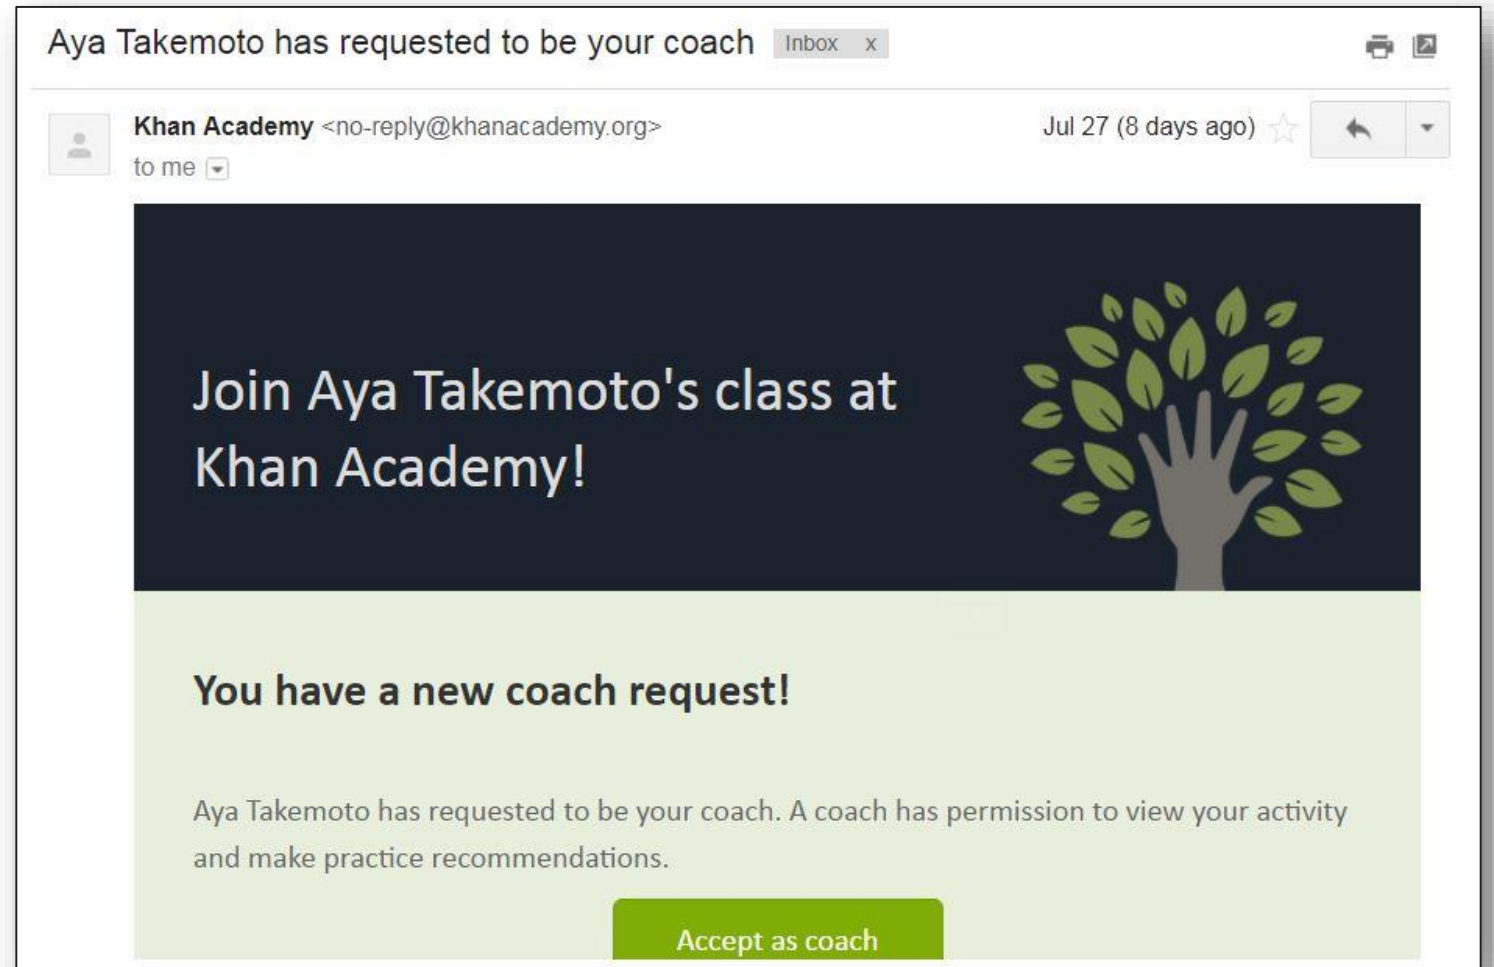 Aya Takemoto has requested to be your coach Inbox x
Khan Academy <no-reply@khanacademy.org> Jul 27 (8 days ago)
to me
Join Aya Takemoto's class at
Khan Academy!
You have a new coach request!
Aya Takemoto has requested to be your coach. A coach has permission to view your activity
and make practice recommendations.
Accept as coach